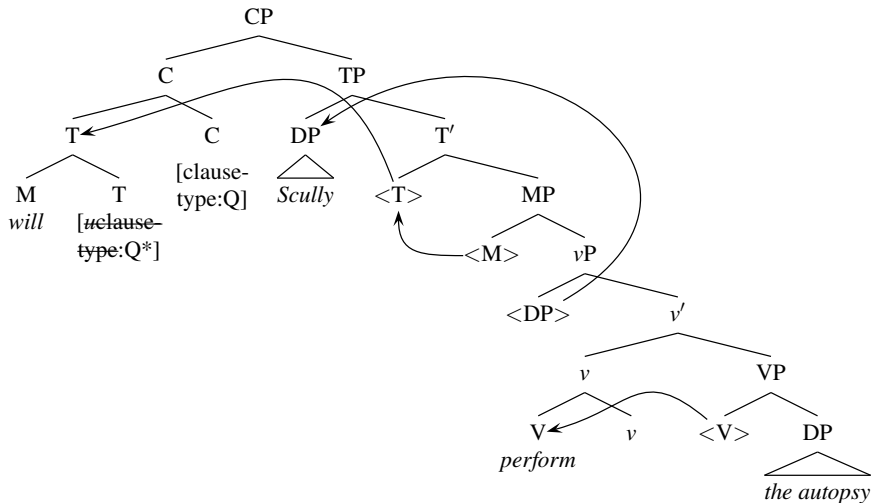 CP
C TP
T C DP T′
M T [clause- <T> MP
will [uclause- type:Q] Scully
type:Q*] <M> vP
<DP> v′
v VP
V v <V> DP
perform
the autopsy